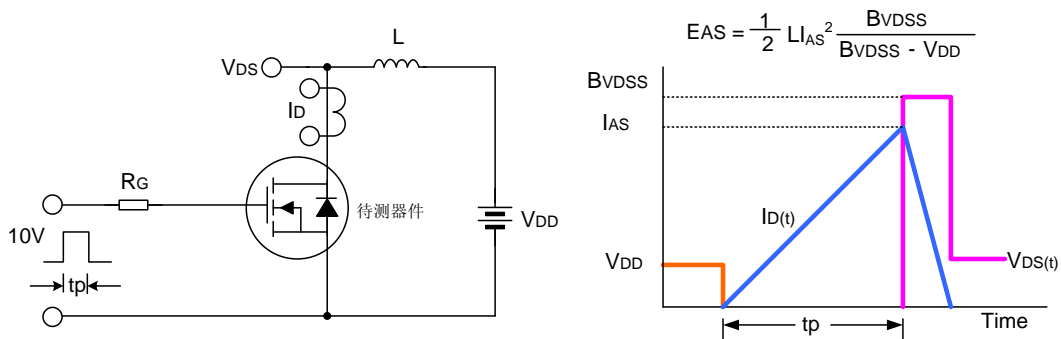 VDS
L
ID
RG
待测器件
10V
tp
VDD
EAS = 1/2 LIAS² BVDSS / BVDSS - VDD
BVDSS
IAS
ID(t)
VDD
VDS(t)
tp
Time